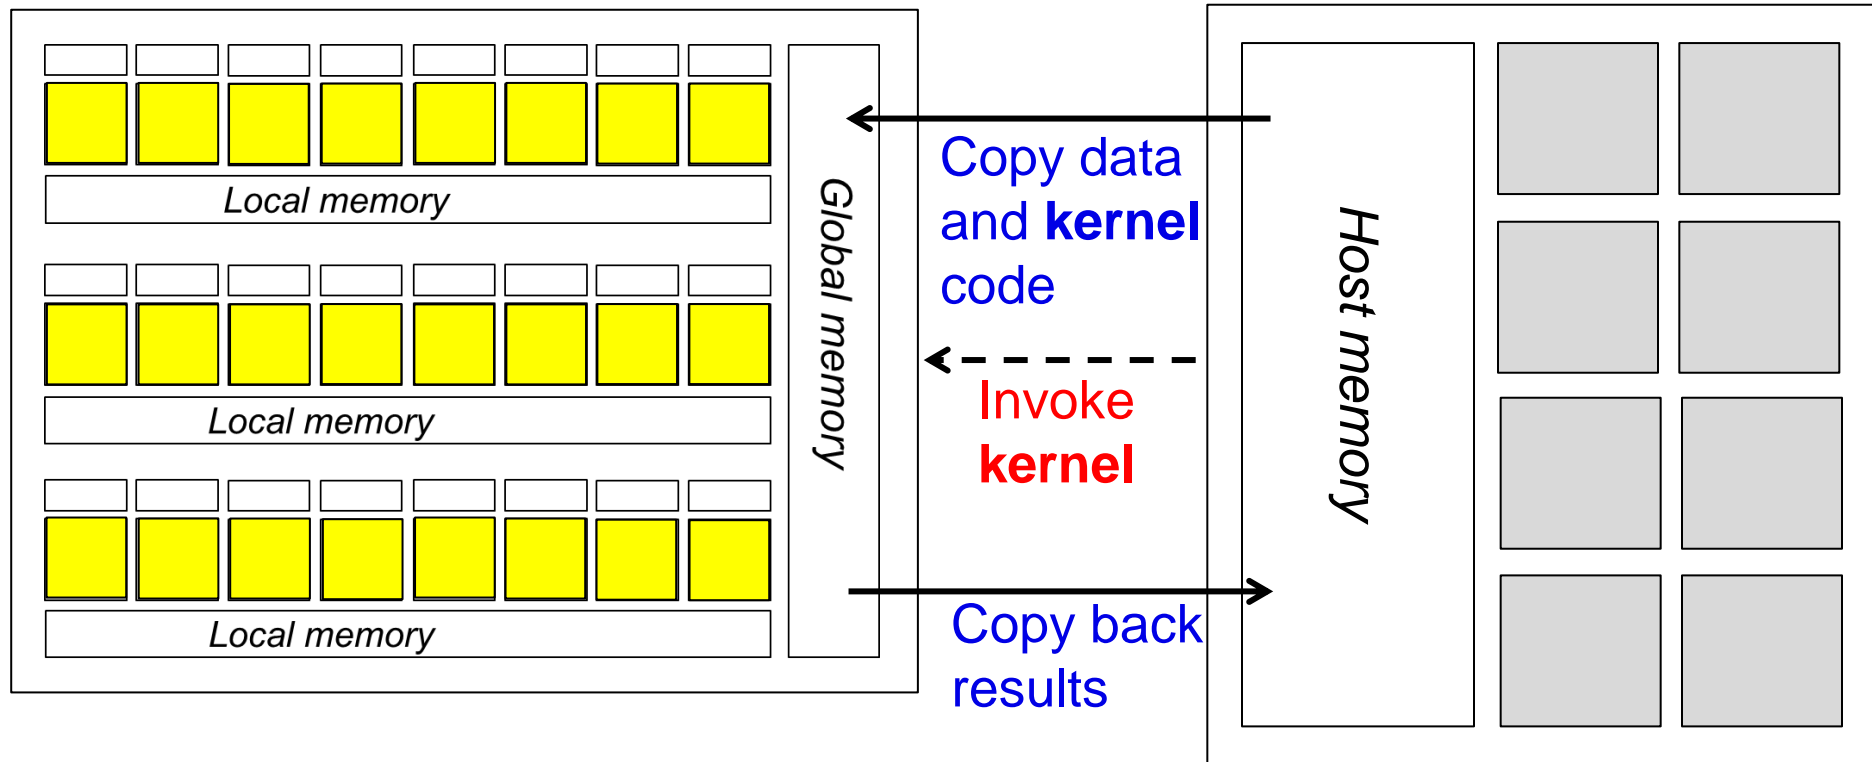 Local memory
Local memory
Local memory
Global memory
Copy data
and kernel
code
Invoke
kernel
Copy back
results
Host memory